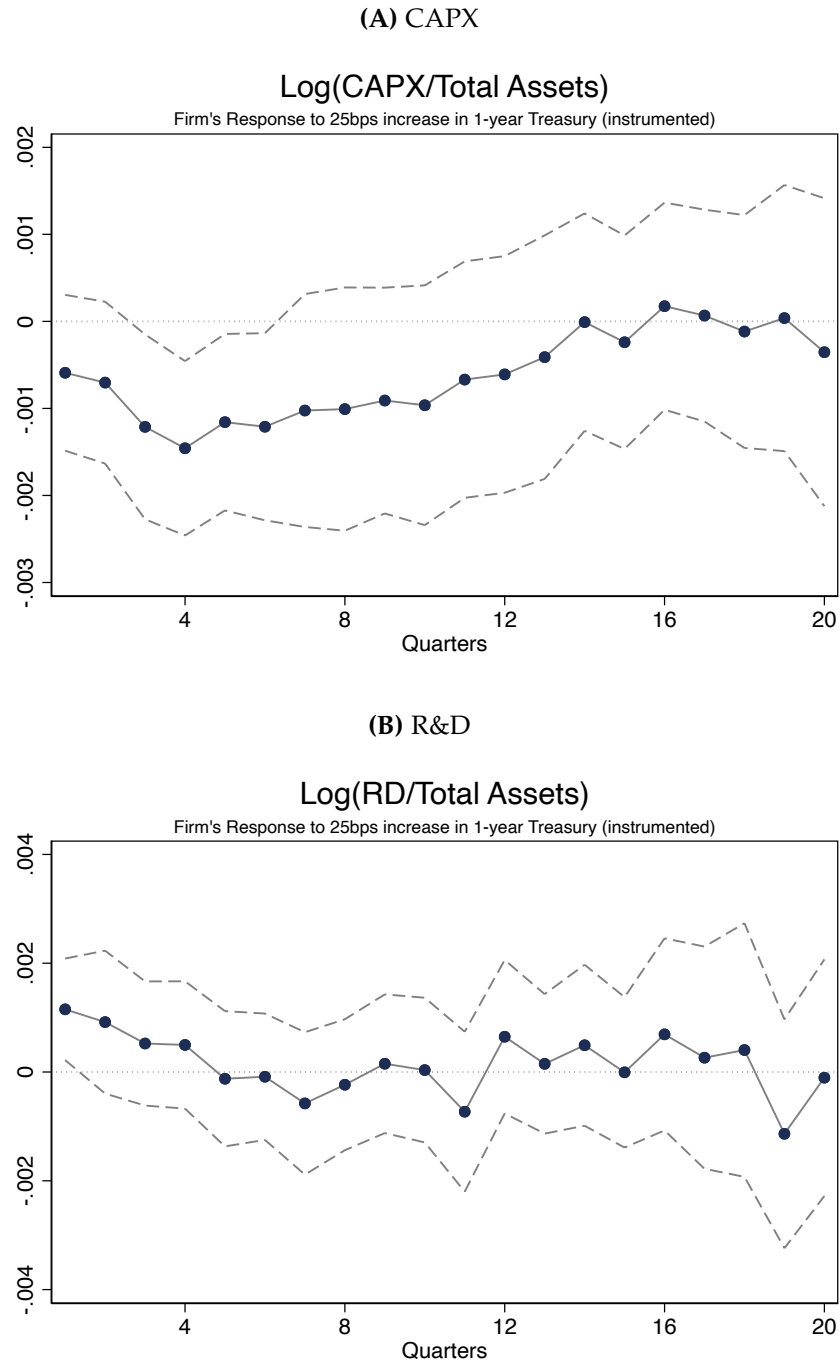 (A) CAPX
Log(CAPX/Total Assets)
Firm's Response to 25bps increase in 1-year Treasury (instrumented)
.002
.001
0
-.001
-.002
-.003
4 8 12 16 20
Quarters
(B) R&D
Log(RD/Total Assets)
Firm's Response to 25bps increase in 1-year Treasury (instrumented)
.004
.002
0
-.002
-.004
4 8 12 16 20
Quarters